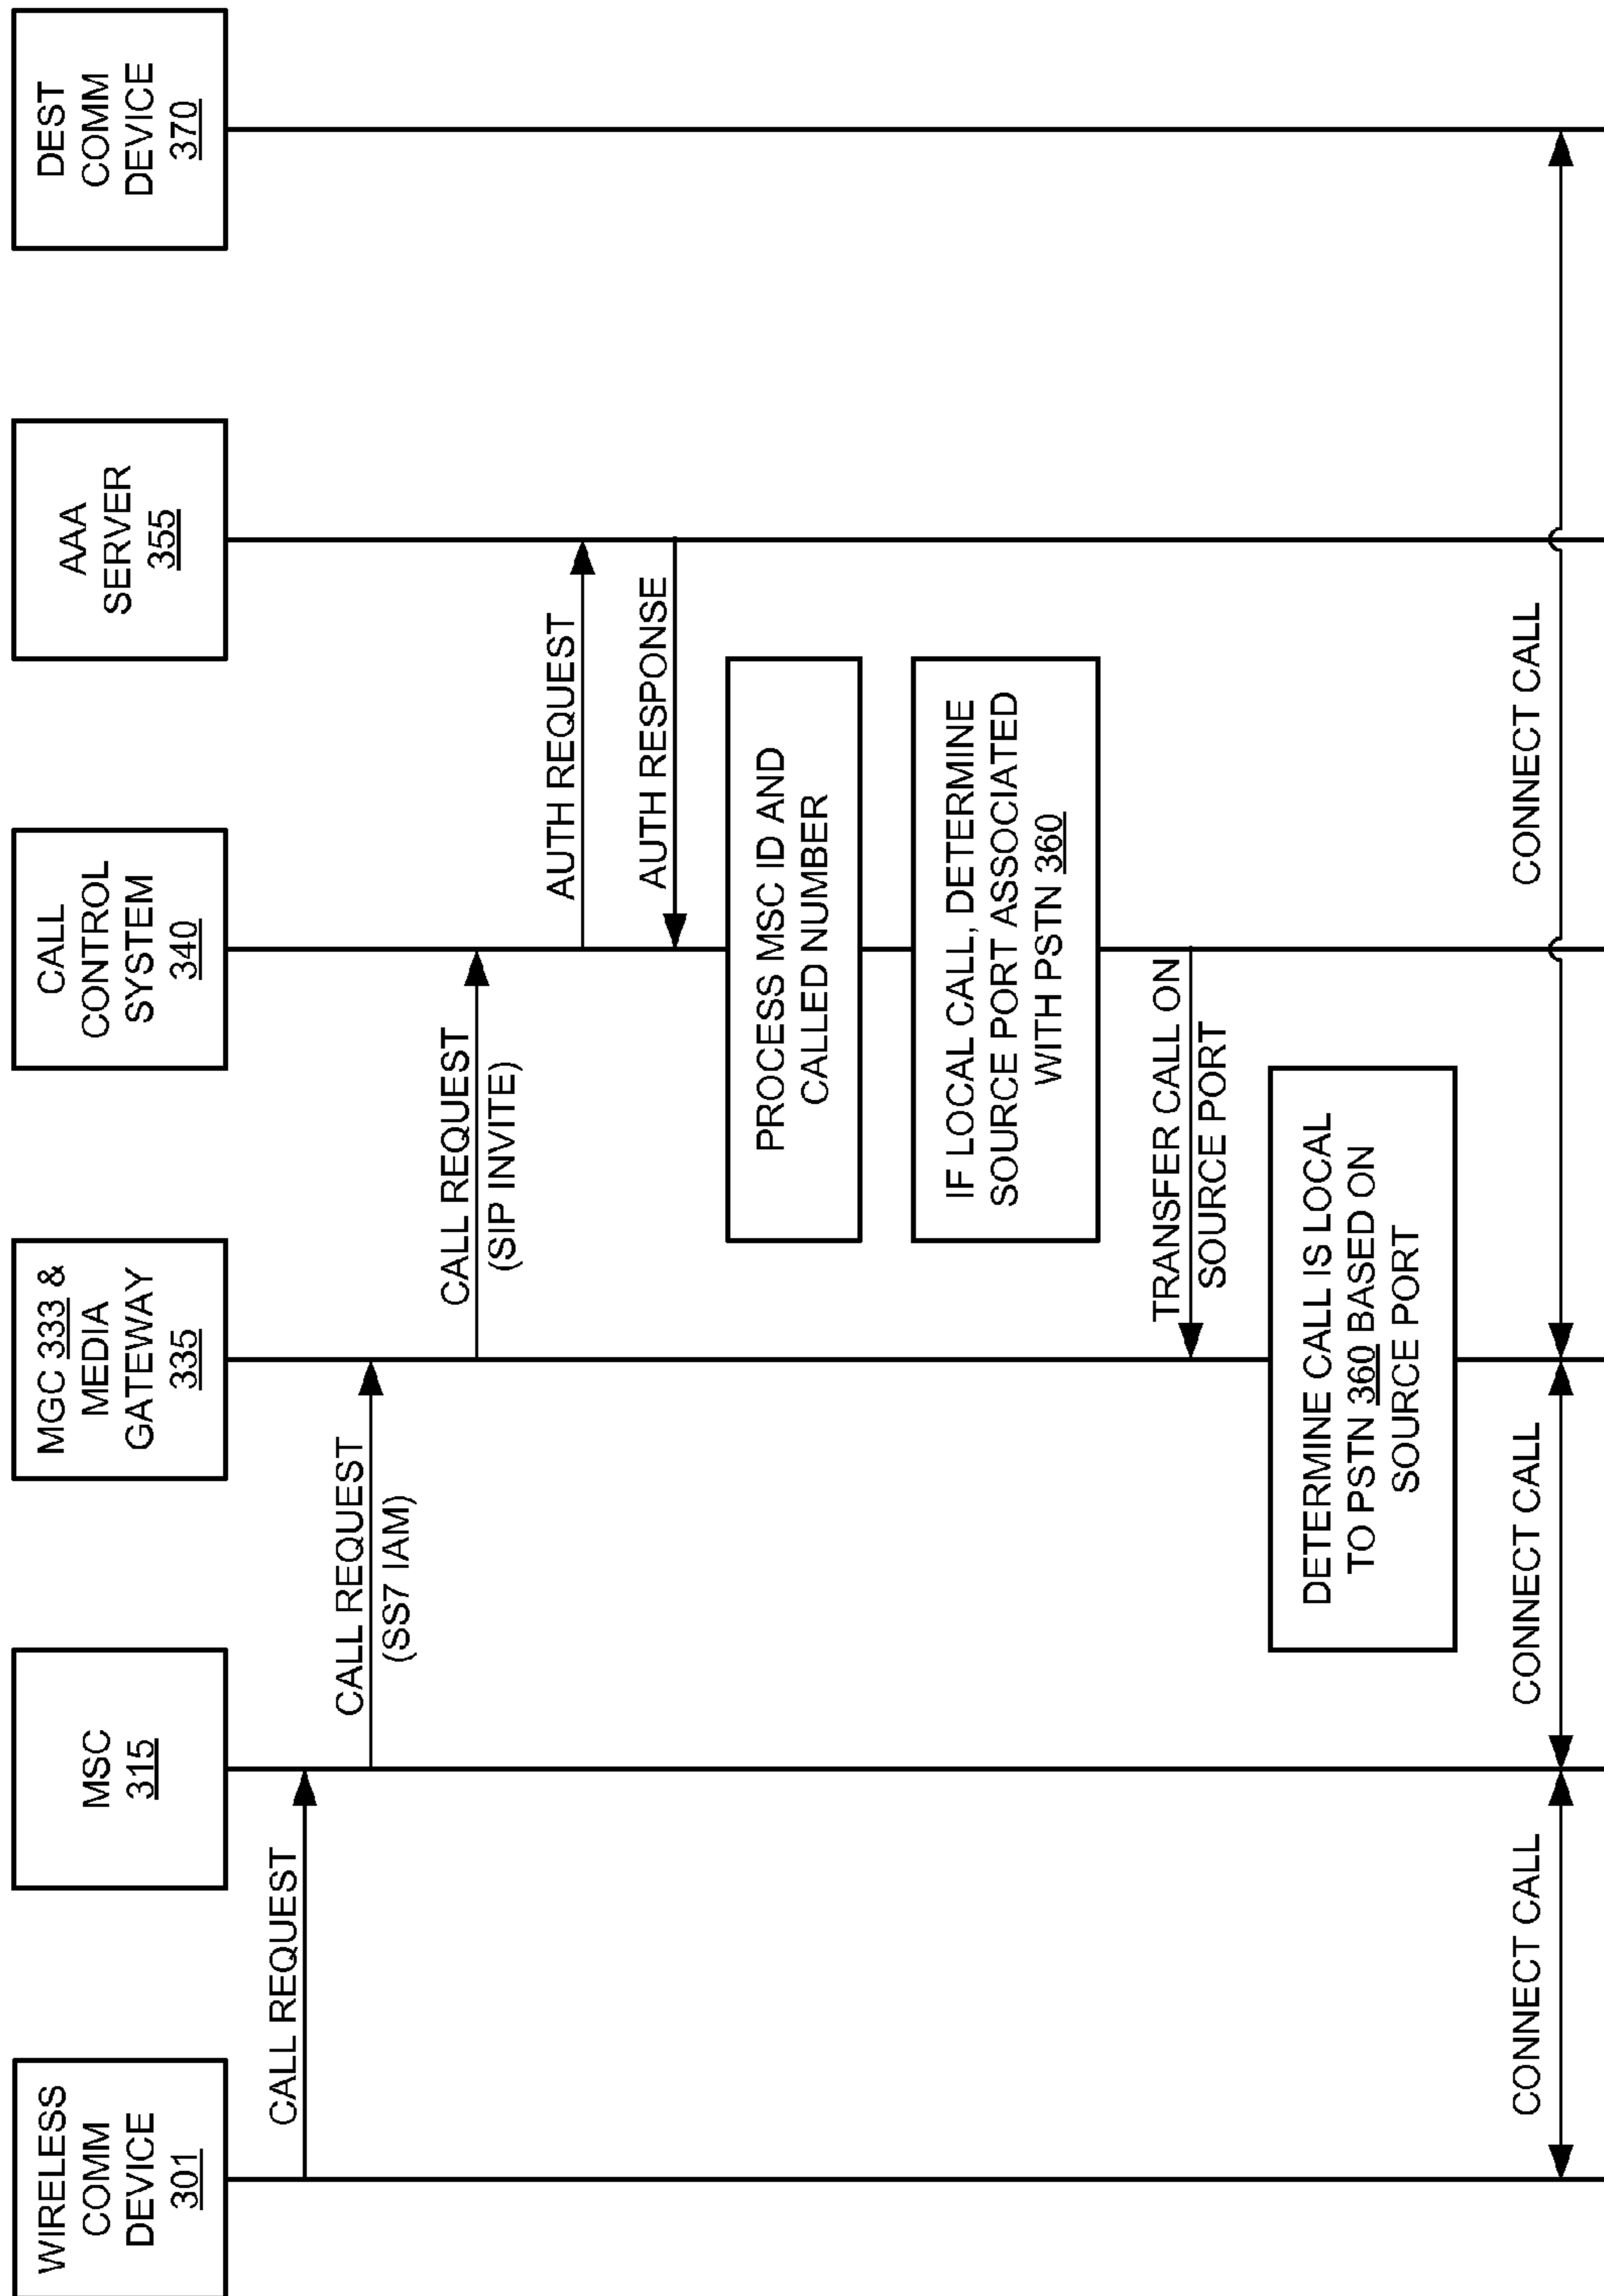 WIRELESS
COMM
DEVICE
301
MSC
315
MGC 333 &
MEDIA
GATEWAY
335
CALL
CONTROL
SYSTEM
340
AAA
SERVER
355
DEST
COMM
DEVICE
370
CALL REQUEST
CALL REQUEST
(SS7 IAM)
CALL REQUEST
(SIP INVITE)
AUTH REQUEST
AUTH RESPONSE
PROCESS MSC ID AND
CALLED NUMBER
IF LOCAL CALL, DETERMINE
SOURCE PORT ASSOCIATED
WITH PSTN 360
TRANSFER CALL ON
SOURCE PORT
DETERMINE CALL IS LOCAL
TO PSTN 360 BASED ON
SOURCE PORT
CONNECT CALL
CONNECT CALL
CONNECT CALL